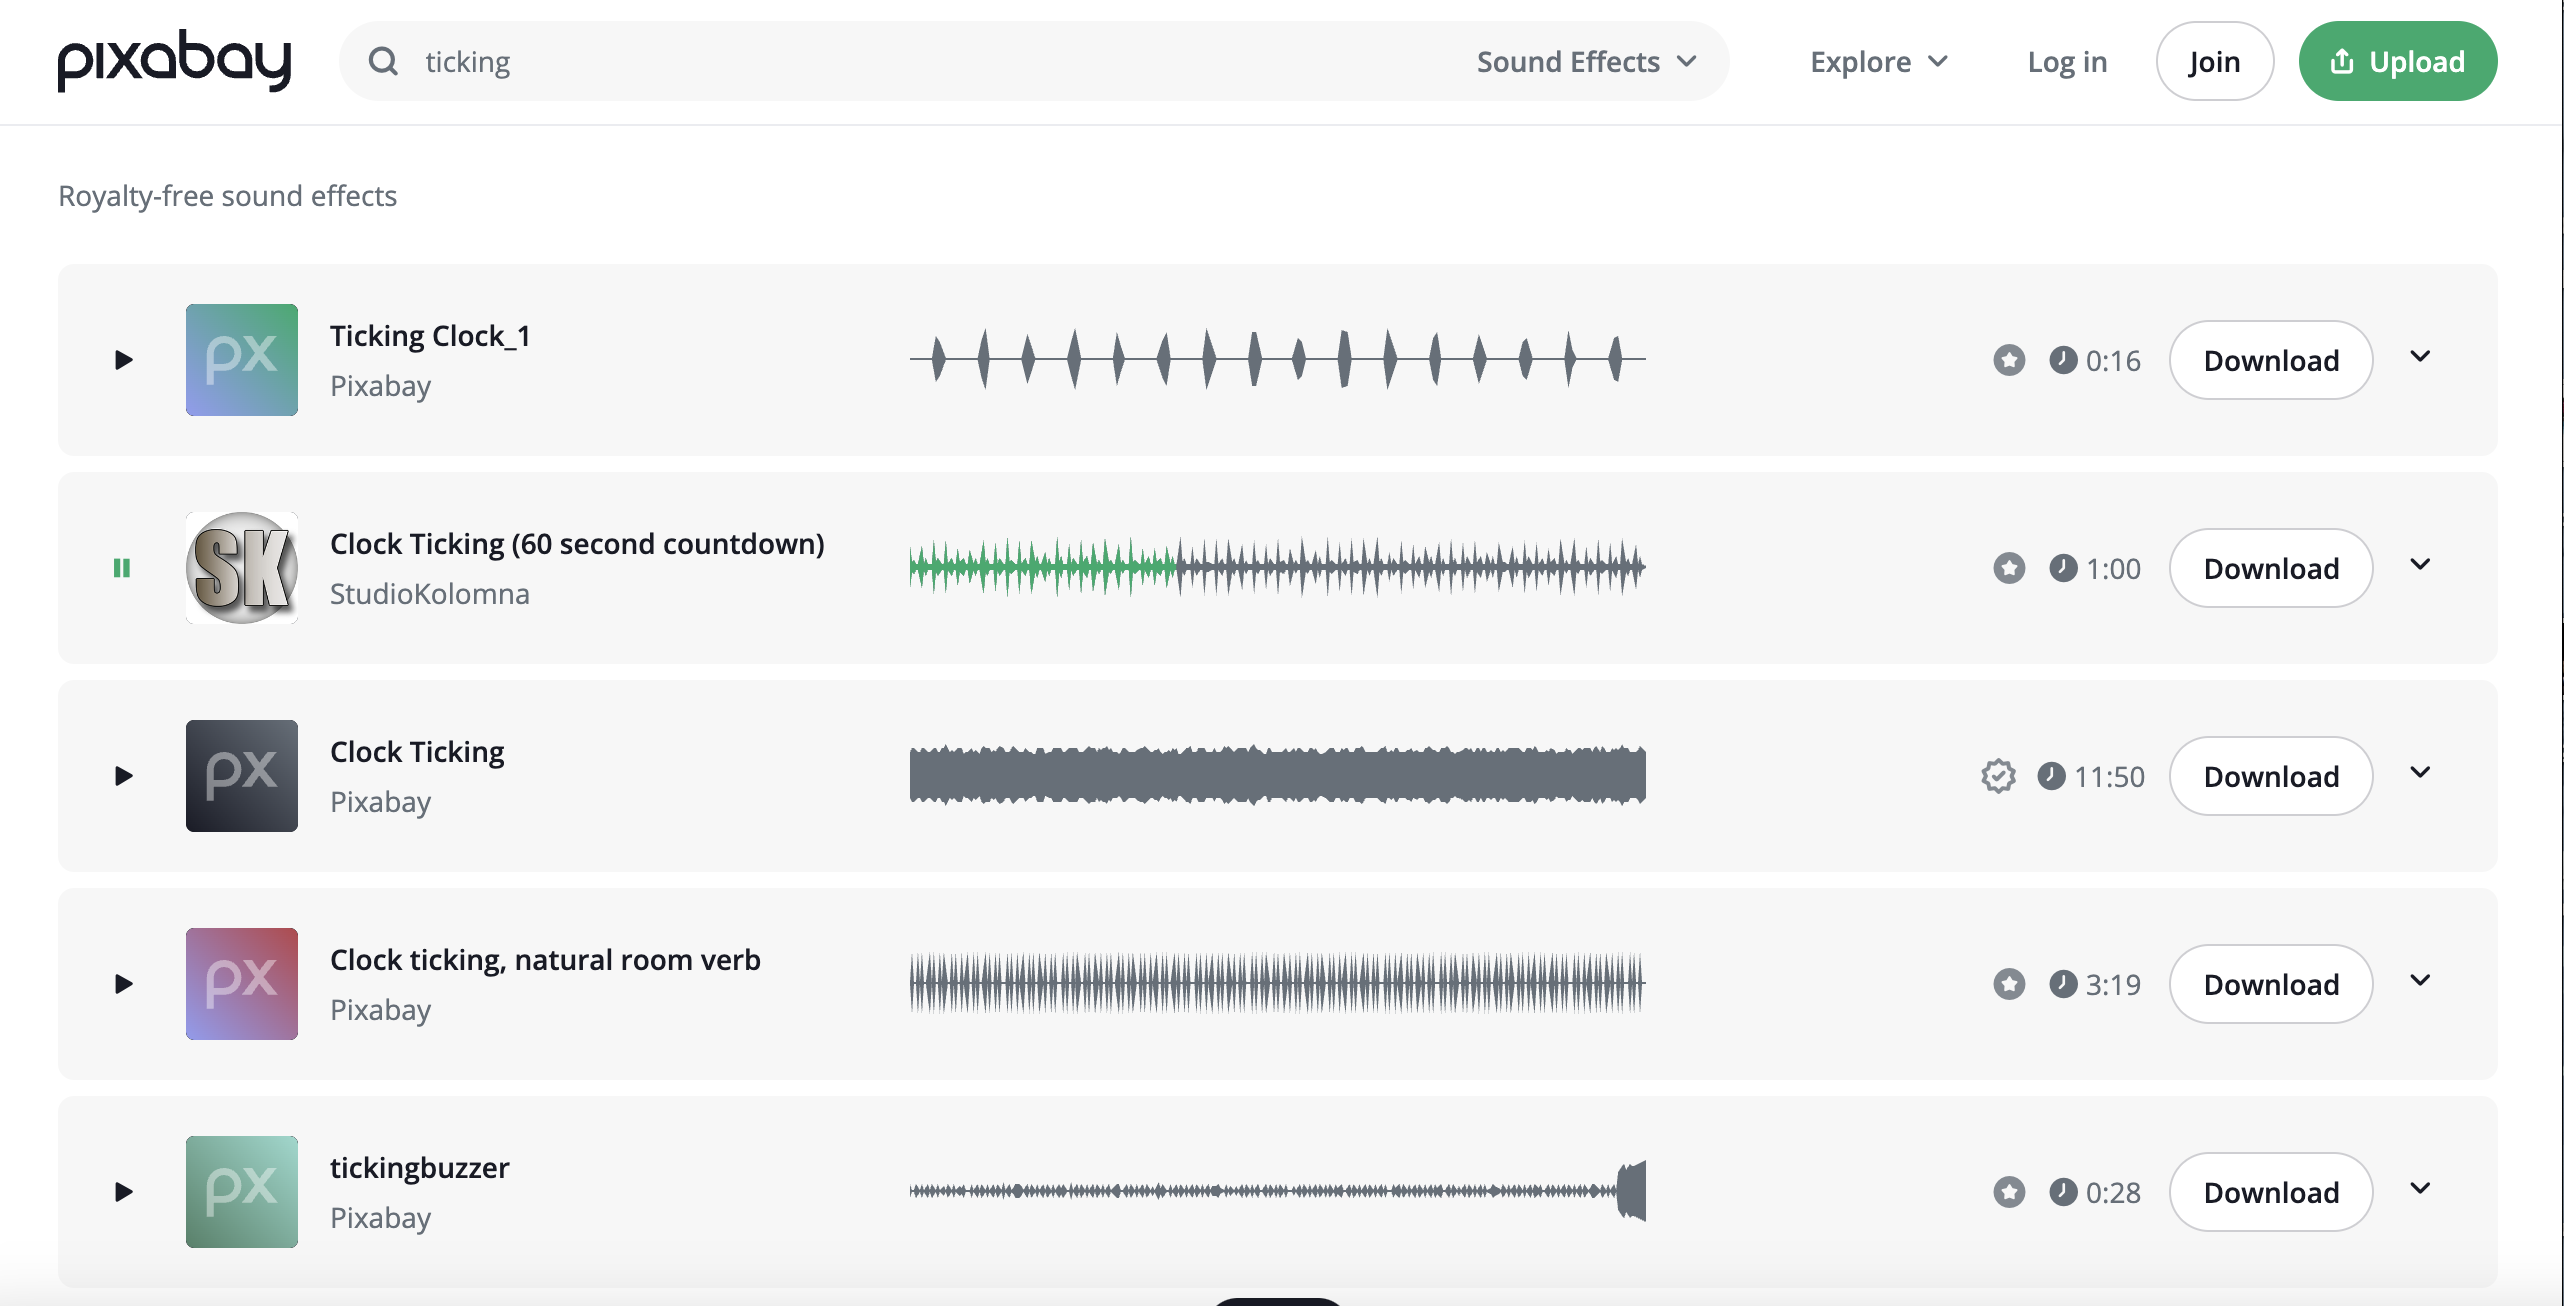 pixabay
ticking
Sound Effects
Explore
Log in
Join
Upload
Royalty-free sound effects
px
Ticking Clock_1
Pixabay
0:16
Download
SK
Clock Ticking (60 second countdown)
StudioKolomna
1:00
Download
px
Clock Ticking
Pixabay
11:50
Download
px
Clock ticking, natural room verb
Pixabay
3:19
Download
px
tickingbuzzer
Pixabay
0:28
Download